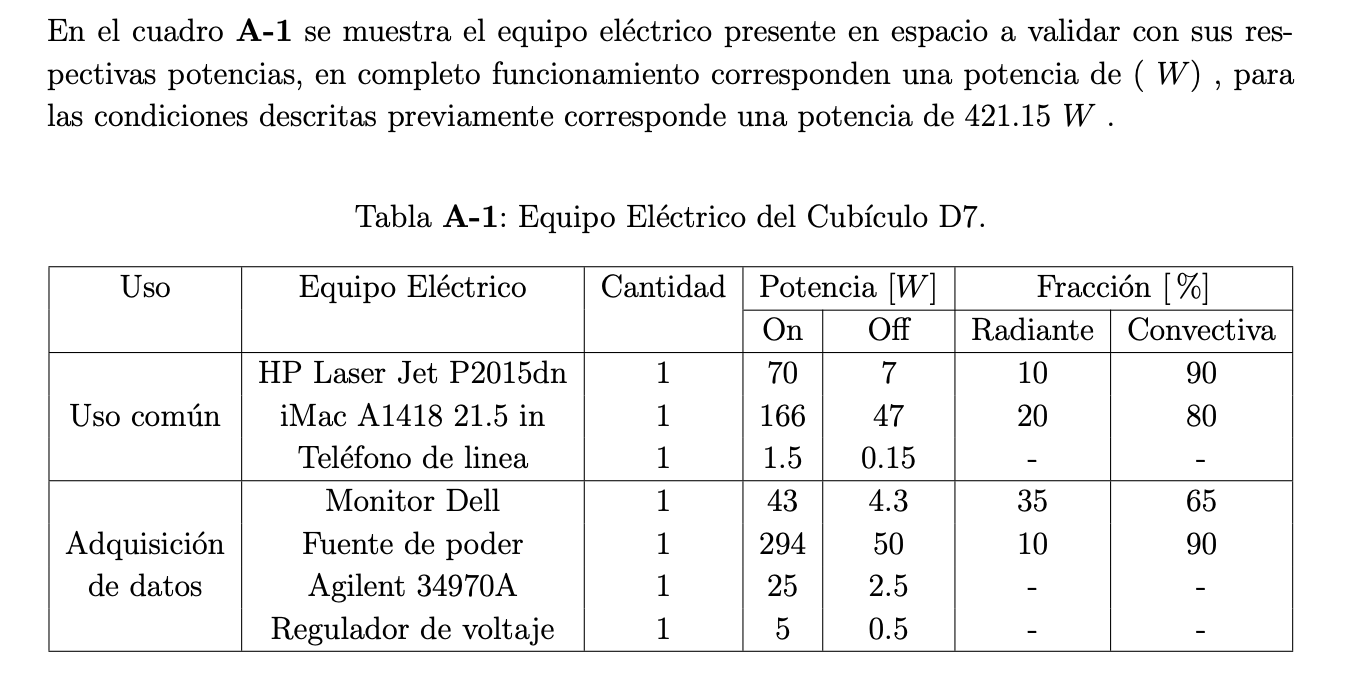 En el cuadro A-1 se muestra el equipo eléctrico presente en espacio a validar con sus res-
pectivas potencias, en completo funcionamiento corresponden una potencia de ( W) , para
las condiciones descritas previamente corresponde una potencia de 421.15 W .
Tabla A-1: Equipo Eléctrico del Cubículo D7.
Uso Equipo Eléctrico Cantidad Potencia [W] Fracción [%]
On Off Radiante Convectiva
HP Laser Jet P2015dn 1 70 7 10 90
Uso común iMac A1418 21.5 in 1 166 47 20 80
Teléfono de linea 1 1.5 0.15 - -
Monitor Dell 1 43 4.3 35 65
Adquisición Fuente de poder 1 294 50 10 90
de datos Agilent 34970A 1 25 2.5 - -
Regulador de voltaje 1 5 0.5 - -